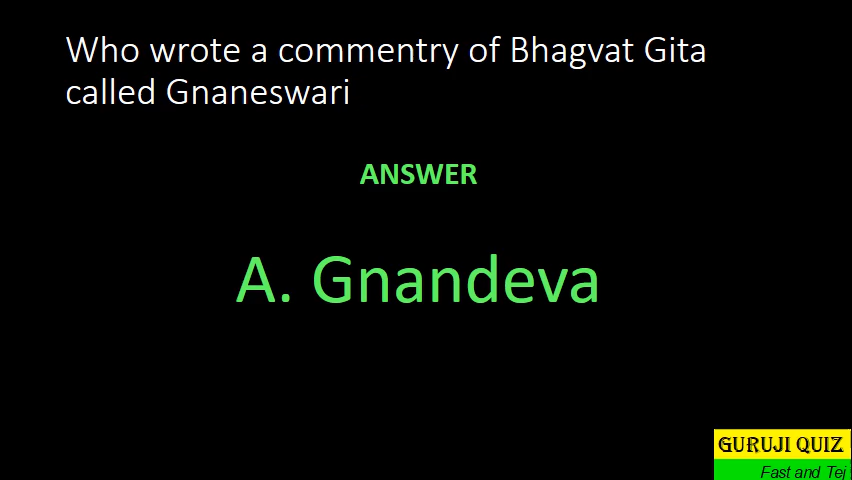 Who wrote a commentry of Bhagvat Gita
called Gnaneswari
ANSWER
A. Gnandeva
GURUJI QUIZ
Fast and Tej